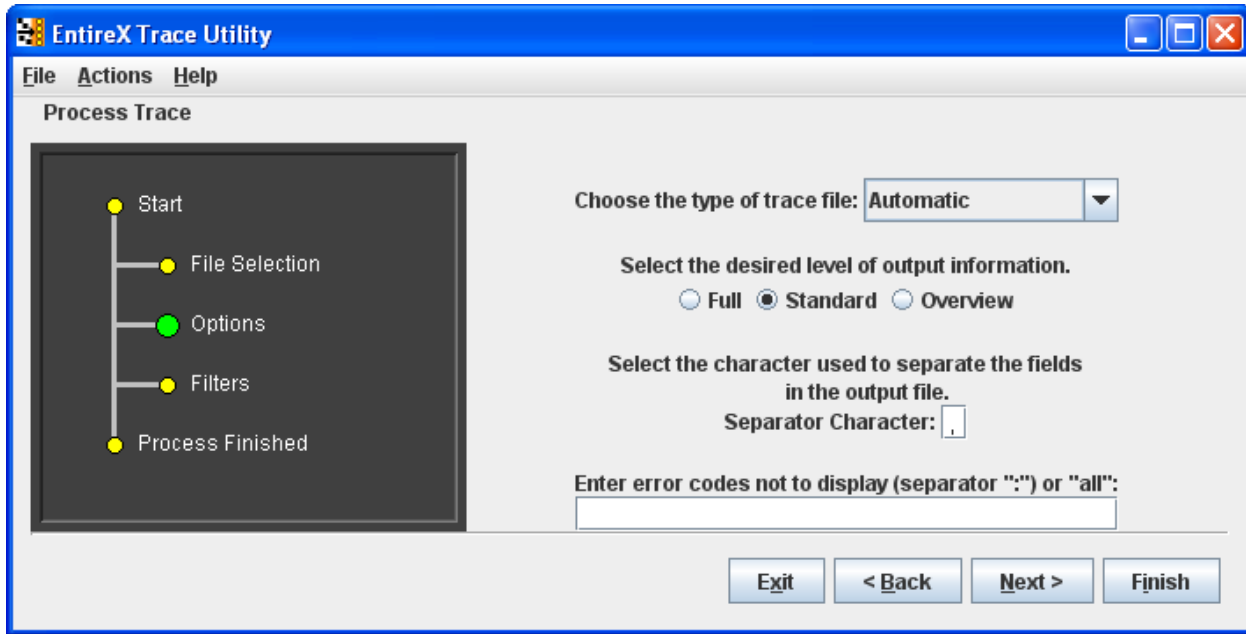 EntireX Trace Utility
File Actions Help
Process Trace
Start
File Selection
Options
Filters
Process Finished
Choose the type of trace file: Automatic
Select the desired level of output information.
Full Standard Overview
Select the character used to separate the fields
in the output file.
Separator Character: ,
Enter error codes not to display (separator ":") or "all":
Exit < Back Next > Finish